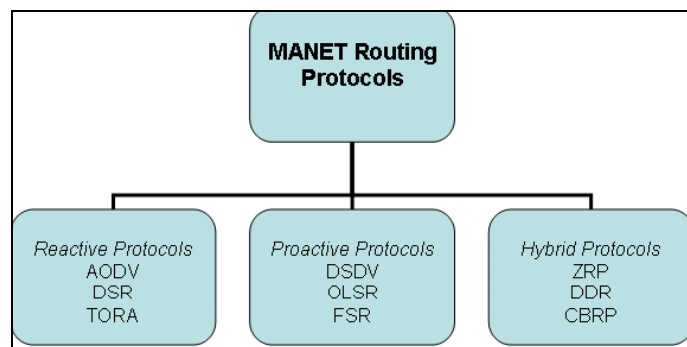 MANET Routing
Protocols
Reactive Protocols
AODV
DSR
TORA
Proactive Protocols
DSDV
OLSR
FSR
Hybrid Protocols
ZRP
DDR
CBRP